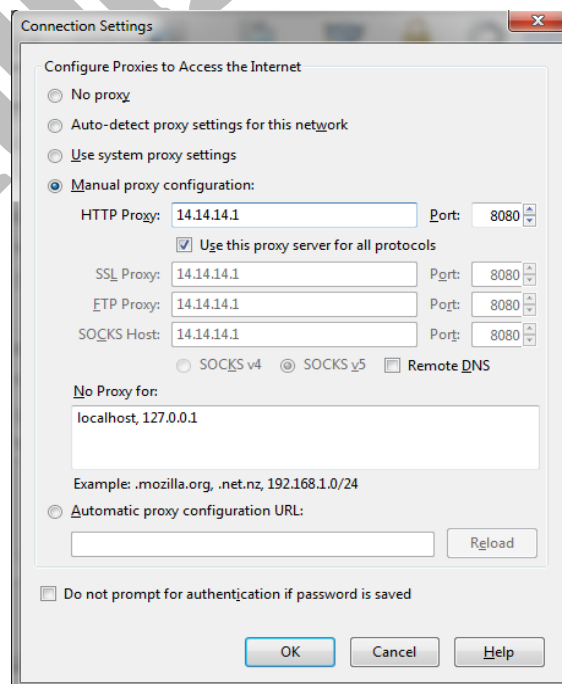 Connection Settings
Configure Proxies to Access the Internet
No proxy
Auto-detect proxy settings for this network
Use system proxy settings
Manual proxy configuration:
HTTP Proxy: 14.14.14.1 Port: 8080
Use this proxy server for all protocols
SSL Proxy: 14.14.14.1 Port: 8080
FTP Proxy: 14.14.14.1 Port: 8080
SOCKS Host: 14.14.14.1 Port: 8080
SOCKS v4 SOCKS v5 Remote DNS
No Proxy for:
localhost, 127.0.0.1
Example: .mozilla.org, .net.nz, 192.168.1.0/24
Automatic proxy configuration URL:
Reload
Do not prompt for authentication if password is saved
OK Cancel Help